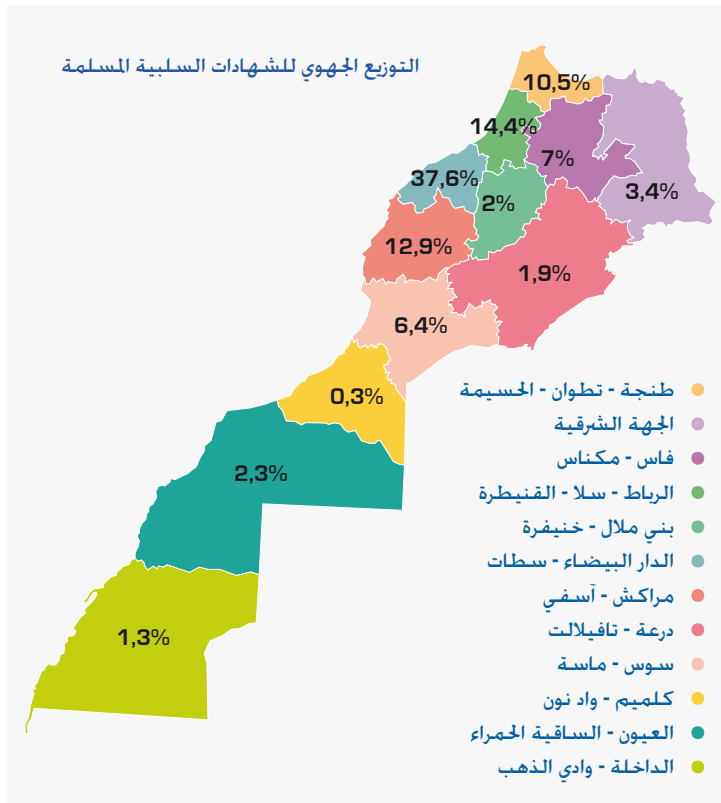 التوزيع الجهوي للشهادات السلبية المسلمة
10,5%
14,4%
7%
37,6%
2%
3,4%
12,9%
1,9%
6,4%
0,3%
2,3%
1,3%
طنجة - تطوان - الحسيمة
الجهة الشرقية
فاس - مكناس
الرباط - سلا - القنيطرة
بني ملال - خنيفرة
الدار البيضاء - سطات
مراكش - آسفي
درعة - تافيلالت
سوس - ماسة
كلميم - واد نون
العيون - الساقية الحمراء
الداخلة - وادي الذهب